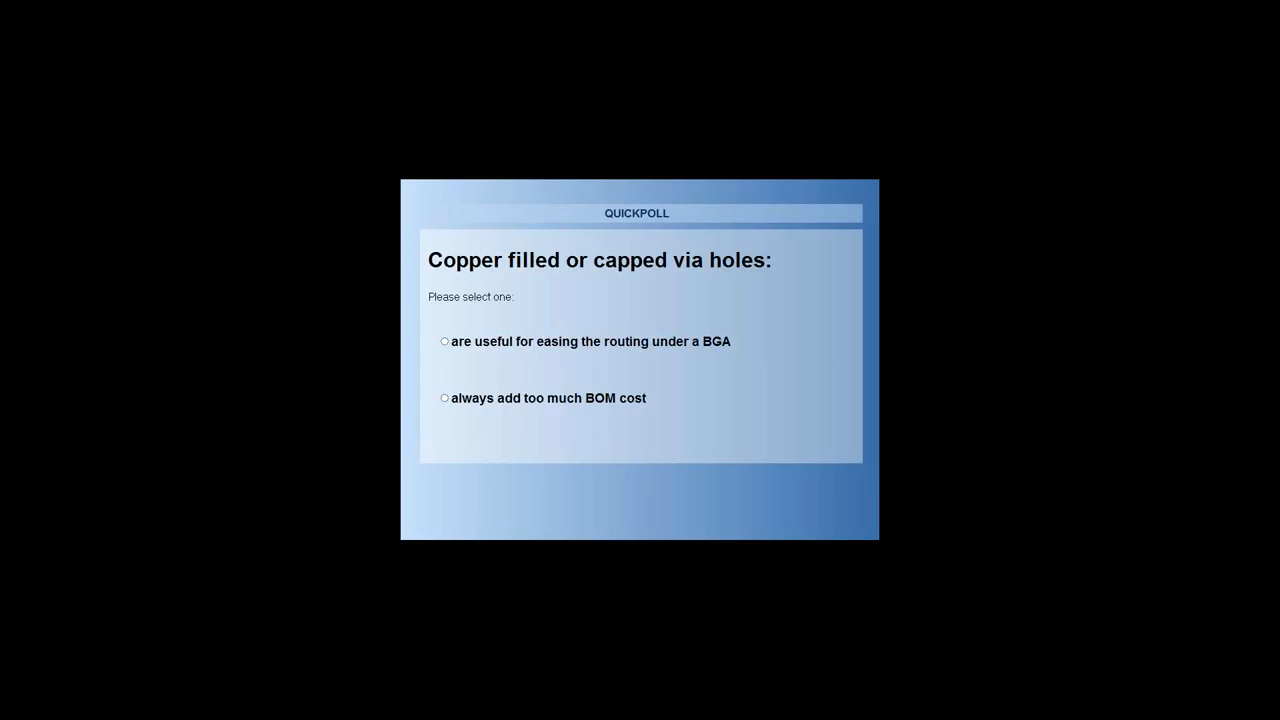 QUICKPOLL
Copper filled or capped via holes:
Please select one:
are useful for easing the routing under a BGA
always add too much BOM cost